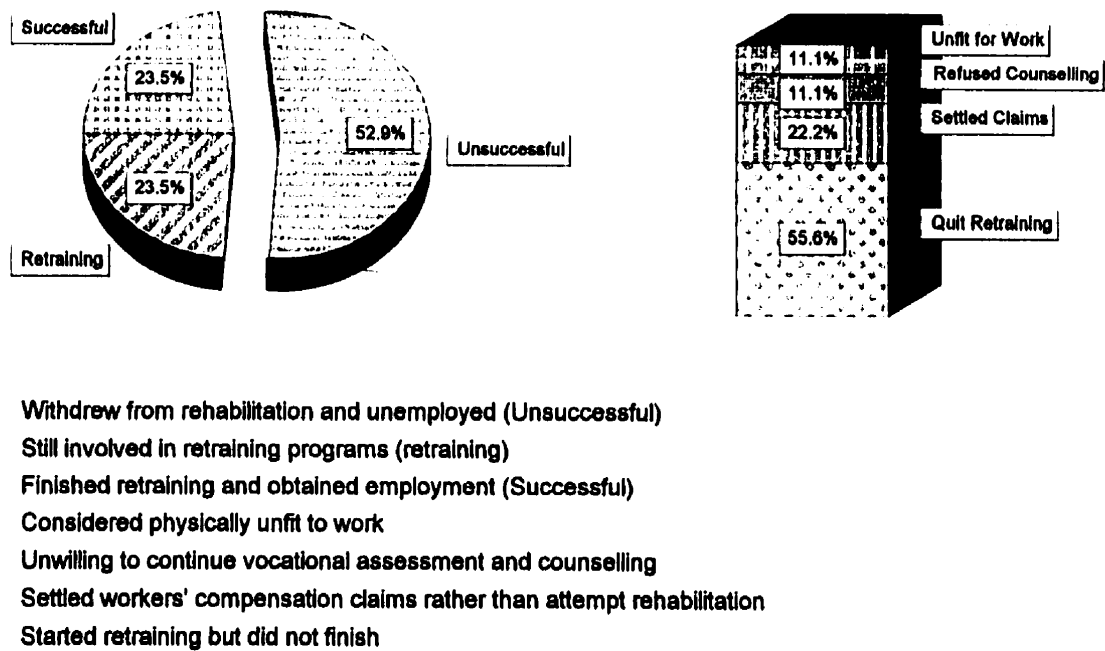 Successful
23.5%
52.9%
Unsuccessful
23.5%
Retraining
11.1%
Unfit for Work
11.1%
Refused Counselling
22.2%
Settled Claims
55.6%
Quit Retraining
Withdrew from rehabilitation and unemployed (Unsuccessful)
Still involved in retraining programs (retraining)
Finished retraining and obtained employment (Successful)
Considered physically unfit to work
Unwilling to continue vocational assessment and counselling
Settled workers' compensation claims rather than attempt rehabilitation
Started retraining but did not finish